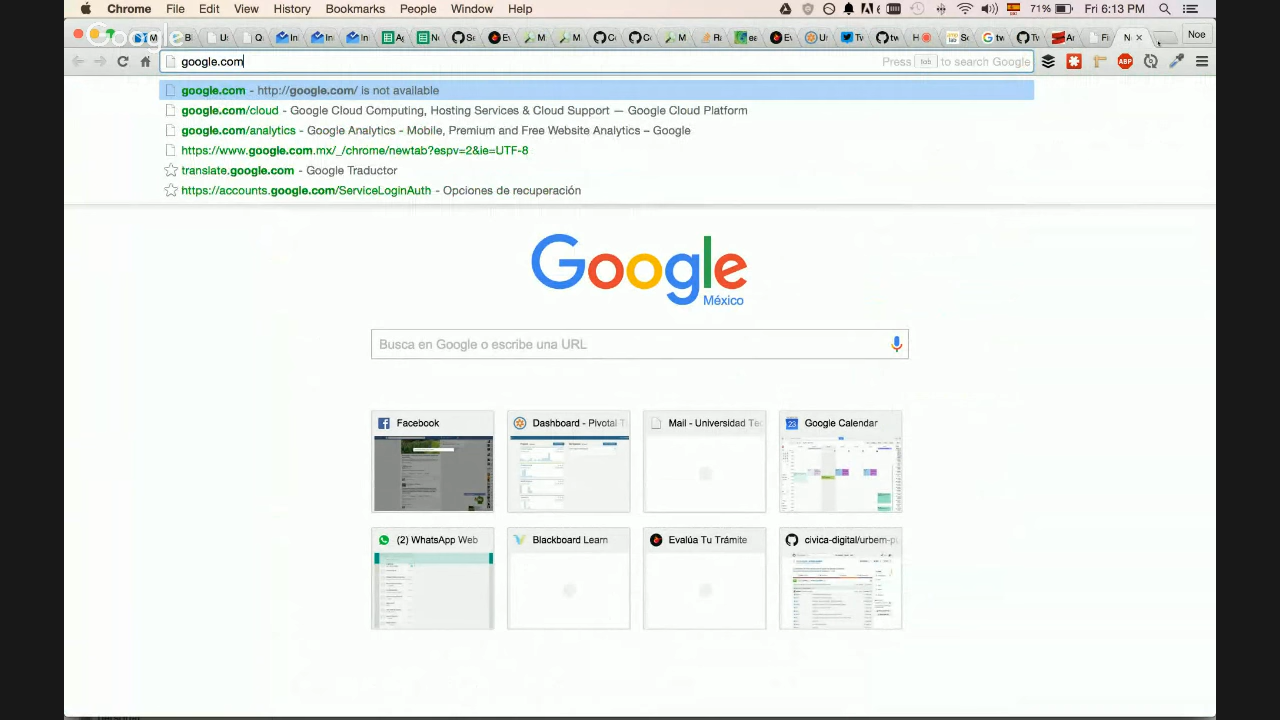 Chrome File Edit View History Bookmarks People Window Help 71% Fri 6:13 PM
Google
Noe
google.com Press tab to search Google
google.com - http://google.com/ is not available
google.com/cloud - Google Cloud Computing, Hosting Services & Cloud Support — Google Cloud Platform
google.com/analytics - Google Analytics - Mobile, Premium and Free Website Analytics – Google
https://www.google.com.mx/_/chrome/newtab?espv=2&ie=UTF-8
translate.google.com - Google Traductor
https://accounts.google.com/ServiceLoginAuth - Opciones de recuperación
Google
México
Busca en Google o escribe una URL
Facebook
Dashboard - Pivotal T
Mail - Universidad Tec
Google Calendar
(2) WhatsApp Web
Blackboard Learn
Evalúa Tu Trámite
civica-digital/urbem-pu